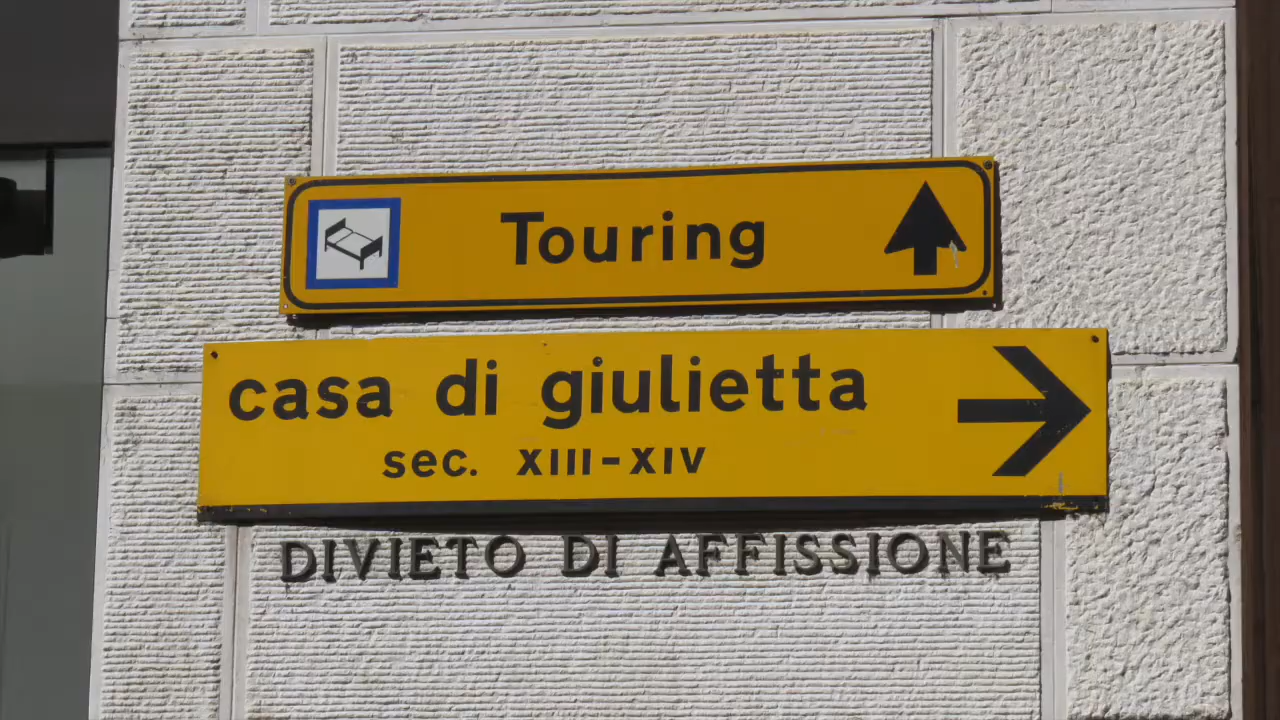 Touring
casa di giulietta
sec. XIII-XIV
DIVIETO DI AFFISSIONE